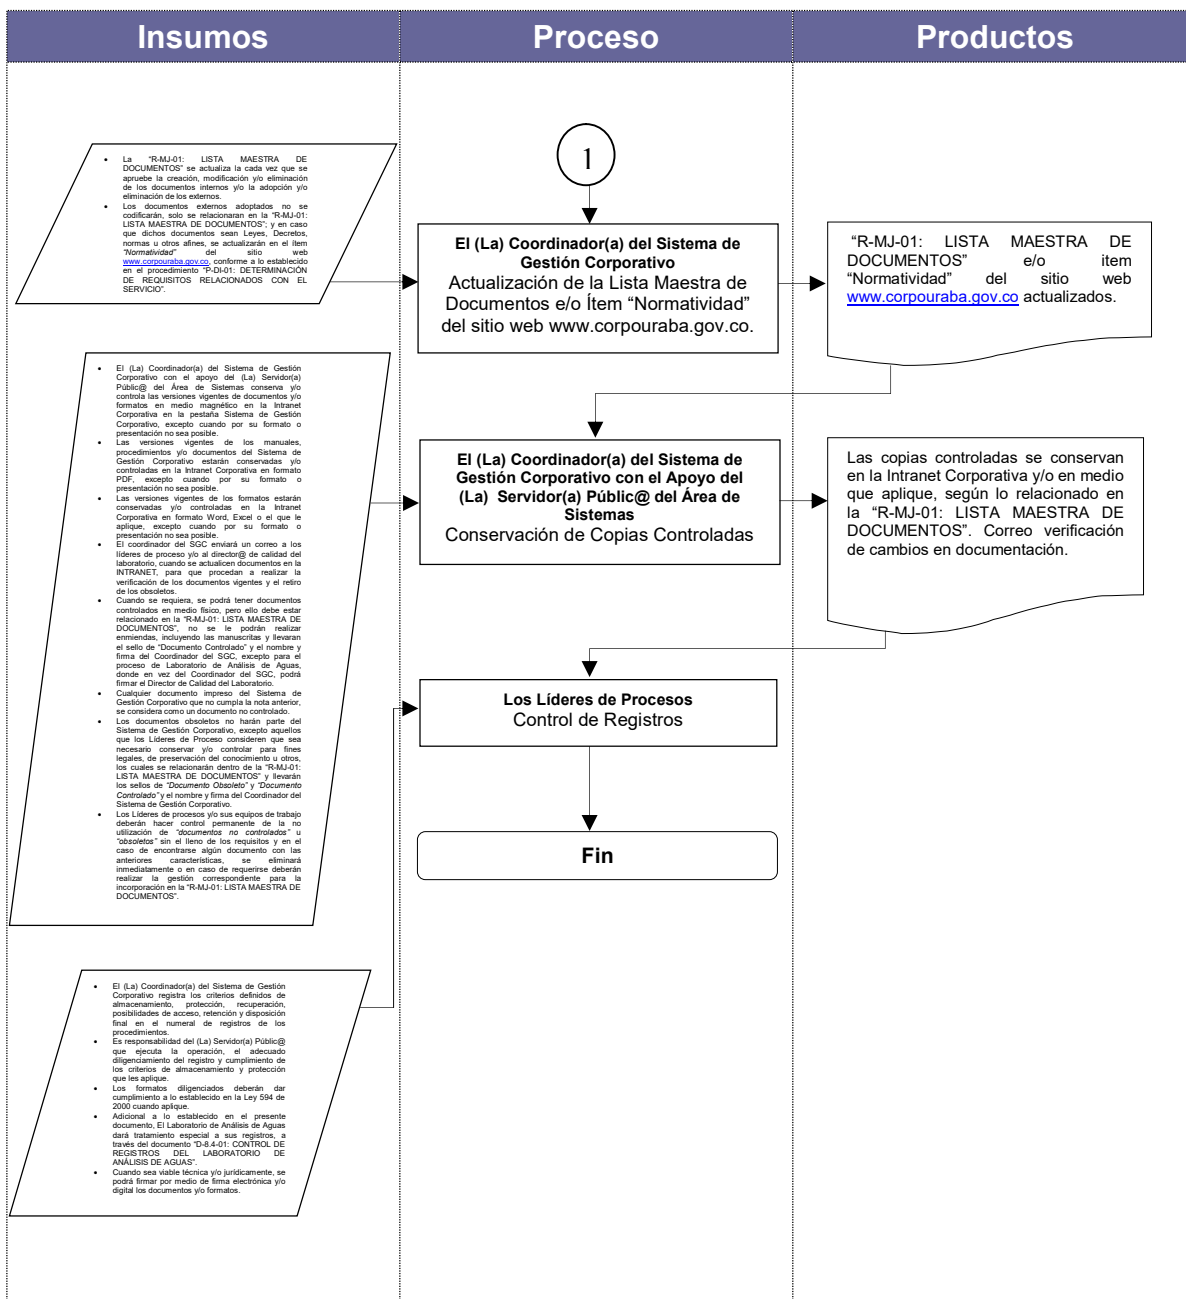 Insumos
Proceso
Productos
1
• La "R-MJ-01: LISTA MAESTRA DE
DOCUMENTOS" se actualiza la cada vez que se
apruebe la creación, modificación y/o eliminación
de los documentos internos y/o la adopción y/o
eliminación de los externos.
• Los documentos externos adoptados no se
codificarán, solo se relacionaran en la "R-MJ-01:
LISTA MAESTRA DE DOCUMENTOS"; y en caso
que dichos documentos sean Leyes, Decretos,
normas u otros afines, se actualizarán en el ítem
"Normatividad" del sitio web
www.corpouraba.gov.co, conforme a lo establecido
en el procedimiento "P-DI-01: DETERMINACIÓN
DE REQUISITOS RELACIONADOS CON EL
SERVICIO".
El (La) Coordinador(a) del Sistema de
Gestión Corporativo
Actualización de la Lista Maestra de
Documentos e/o Ítem "Normatividad"
del sitio web www.corpouraba.gov.co.
"R-MJ-01: LISTA MAESTRA DE
DOCUMENTOS" e/o item
"Normatividad" del sitio web
www.corpouraba.gov.co actualizados.
• El (La) Coordinador(a) del Sistema de Gestión
Corporativo con el apoyo del (La) Servidor(a)
Públic@ del Área de Sistemas conserva y/o
controla las versiones vigentes de documentos y/o
formatos en medio magnético en la Intranet
Corporativa en la pestaña Sistema de Gestión
Corporativo, excepto cuando por su formato o
presentación no sea posible.
• Las versiones vigentes de los manuales,
procedimientos y/o documentos del Sistema de
Gestión Corporativo estarán conservadas y/o
controladas en la Intranet Corporativa en formato
PDF, excepto cuando por su formato o
presentación no sea posible.
• Las versiones vigentes de los formatos estarán
conservadas y/o controladas en la Intranet
Corporativa en formato Word, Excel o el que le
aplique, excepto cuando por su formato o
presentación no sea posible.
• El coordinador del SGC enviará un correo a los
líderes de proceso y/o al director@ de calidad del
laboratorio, cuando se actualicen documentos en la
INTRANET, para que procedan a realizar la
verificación de los documentos vigentes y el retiro
de los obsoletos.
• Cuando se requiera, se podrá tener documentos
controlados en medio físico, pero ello debe estar
relacionado en la "R-MJ-01: LISTA MAESTRA DE
DOCUMENTOS", no se le podrán realizar
enmiendas, incluyendo las manuscritas y llevaran
el sello de "Documento Controlado" y el nombre y
firma del Coordinador del SGC, excepto para el
proceso de Laboratorio de Análisis de Aguas,
donde en vez del Coordinador del SGC, podrá
firmar el Director de Calidad del Laboratorio.
• Cualquier documento impreso del Sistema de
Gestión Corporativo que no cumpla la nota anterior,
se considera como un documento no controlado.
• Los documentos obsoletos no harán parte del
Sistema de Gestión Corporativo, excepto aquellos
que los Líderes de Proceso consideren que sea
necesario conservar y/o controlar para fines
legales, de preservación del conocimiento u otros,
los cuales se relacionarán dentro de la "R-MJ-01:
LISTA MAESTRA DE DOCUMENTOS" y llevarán
los sellos de "Documento Obsoleto" y "Documento
Controlado" y el nombre y firma del Coordinador del
Sistema de Gestión Corporativo.
• Los Líderes de procesos y/o sus equipos de trabajo
deberán hacer control permanente de la no
utilización de "documentos no controlados" u
"obsoletos" sin el lleno de los requisitos y en el
caso de encontrarse algún documento con las
anteriores características, se eliminará
inmediatamente o en caso de requerirse deberán
realizar la gestión correspondiente para la
incorporación en la "R-MJ-01: LISTA MAESTRA DE
DOCUMENTOS".
El (La) Coordinador(a) del Sistema de
Gestión Corporativo con el Apoyo del
(La) Servidor(a) Públic@ del Área de
Sistemas
Conservación de Copias Controladas
Las copias controladas se conservan
en la Intranet Corporativa y/o en medio
que aplique, según lo relacionado en
la "R-MJ-01: LISTA MAESTRA DE
DOCUMENTOS". Correo verificación
de cambios en documentación.
Los Líderes de Procesos
Control de Registros
Fin
• El (La) Coordinador(a) del Sistema de Gestión
Corporativo registra los criterios definidos de
almacenamiento, protección, recuperación,
posibilidades de acceso, retención y disposición
final en el numeral de registros de los
procedimientos.
• Es responsabilidad del (La) Servidor(a) Públic@
que ejecuta la operación, el adecuado
diligenciamiento del registro y cumplimiento de
los criterios de almacenamiento y protección
que les aplique.
• Los formatos diligenciados deberán dar
cumplimiento a lo establecido en la Ley 594 de
2000 cuando aplique.
• Adicional a lo establecido en el presente
documento, El Laboratorio de Análisis de Aguas
dará tratamiento especial a sus registros, a
través del documento "D-8.4-01: CONTROL DE
REGISTROS DEL LABORATORIO DE
ANÁLISIS DE AGUAS".
• Cuando sea viable técnica y/o jurídicamente, se
podrá firmar por medio de firma electrónica y/o
digital los documentos y/o formatos.